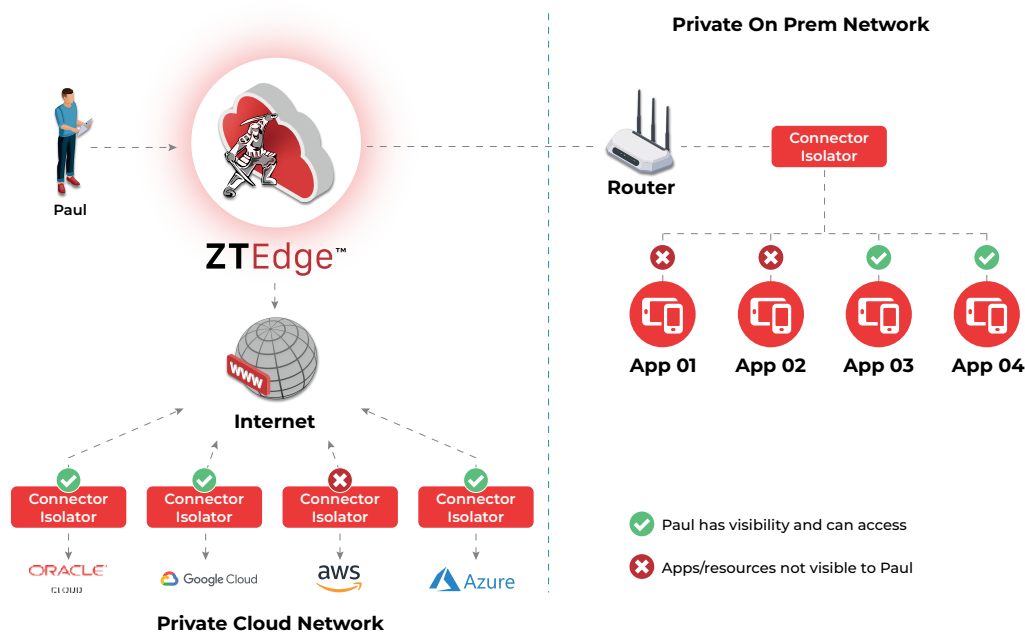 Private On Prem Network
Paul
ZTEdge™
Router
Connector
Isolator
App 01
App 02
App 03
App 04
www
Internet
Connector
Isolator
Connector
Isolator
Connector
Isolator
Connector
Isolator
ORACLE
CLOUD
Google Cloud
aws
Azure
Private Cloud Network
Paul has visibility and can access
Apps/resources not visible to Paul